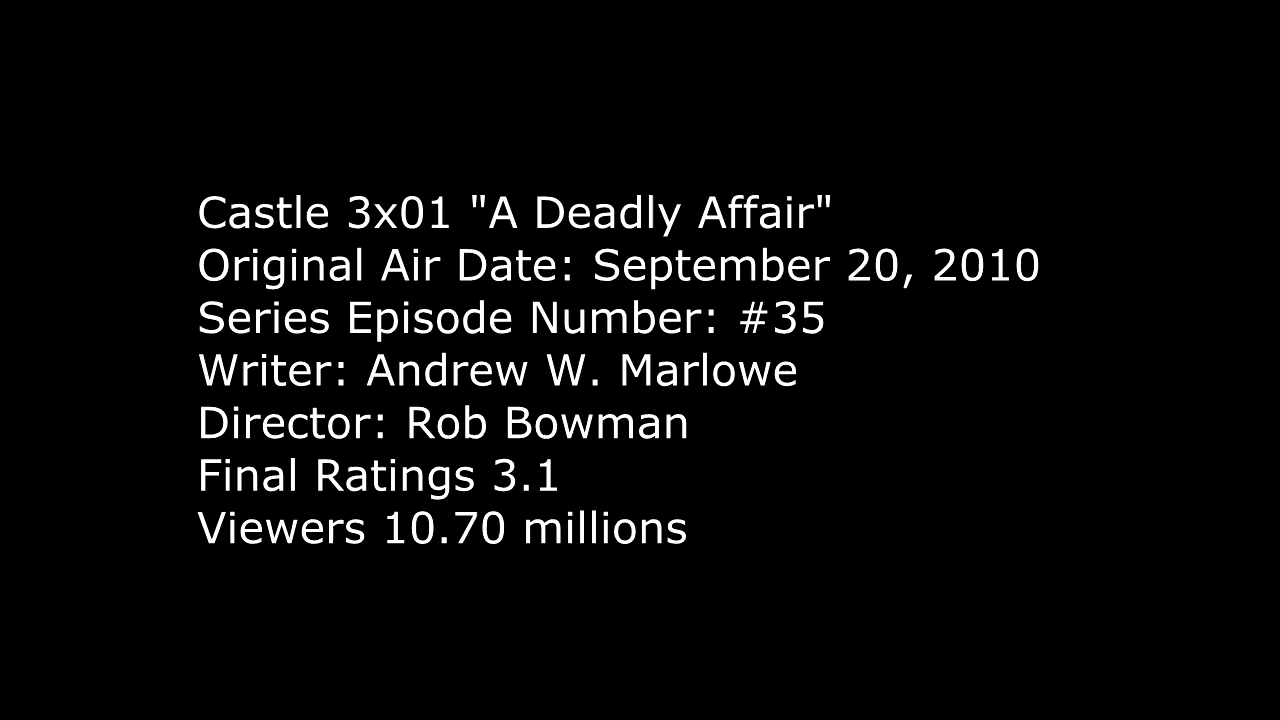 Castle 3x01 "A Deadly Affair"
Original Air Date: September 20, 2010
Series Episode Number: #35
Writer: Andrew W. Marlowe
Director: Rob Bowman
Final Ratings 3.1
Viewers 10.70 millions